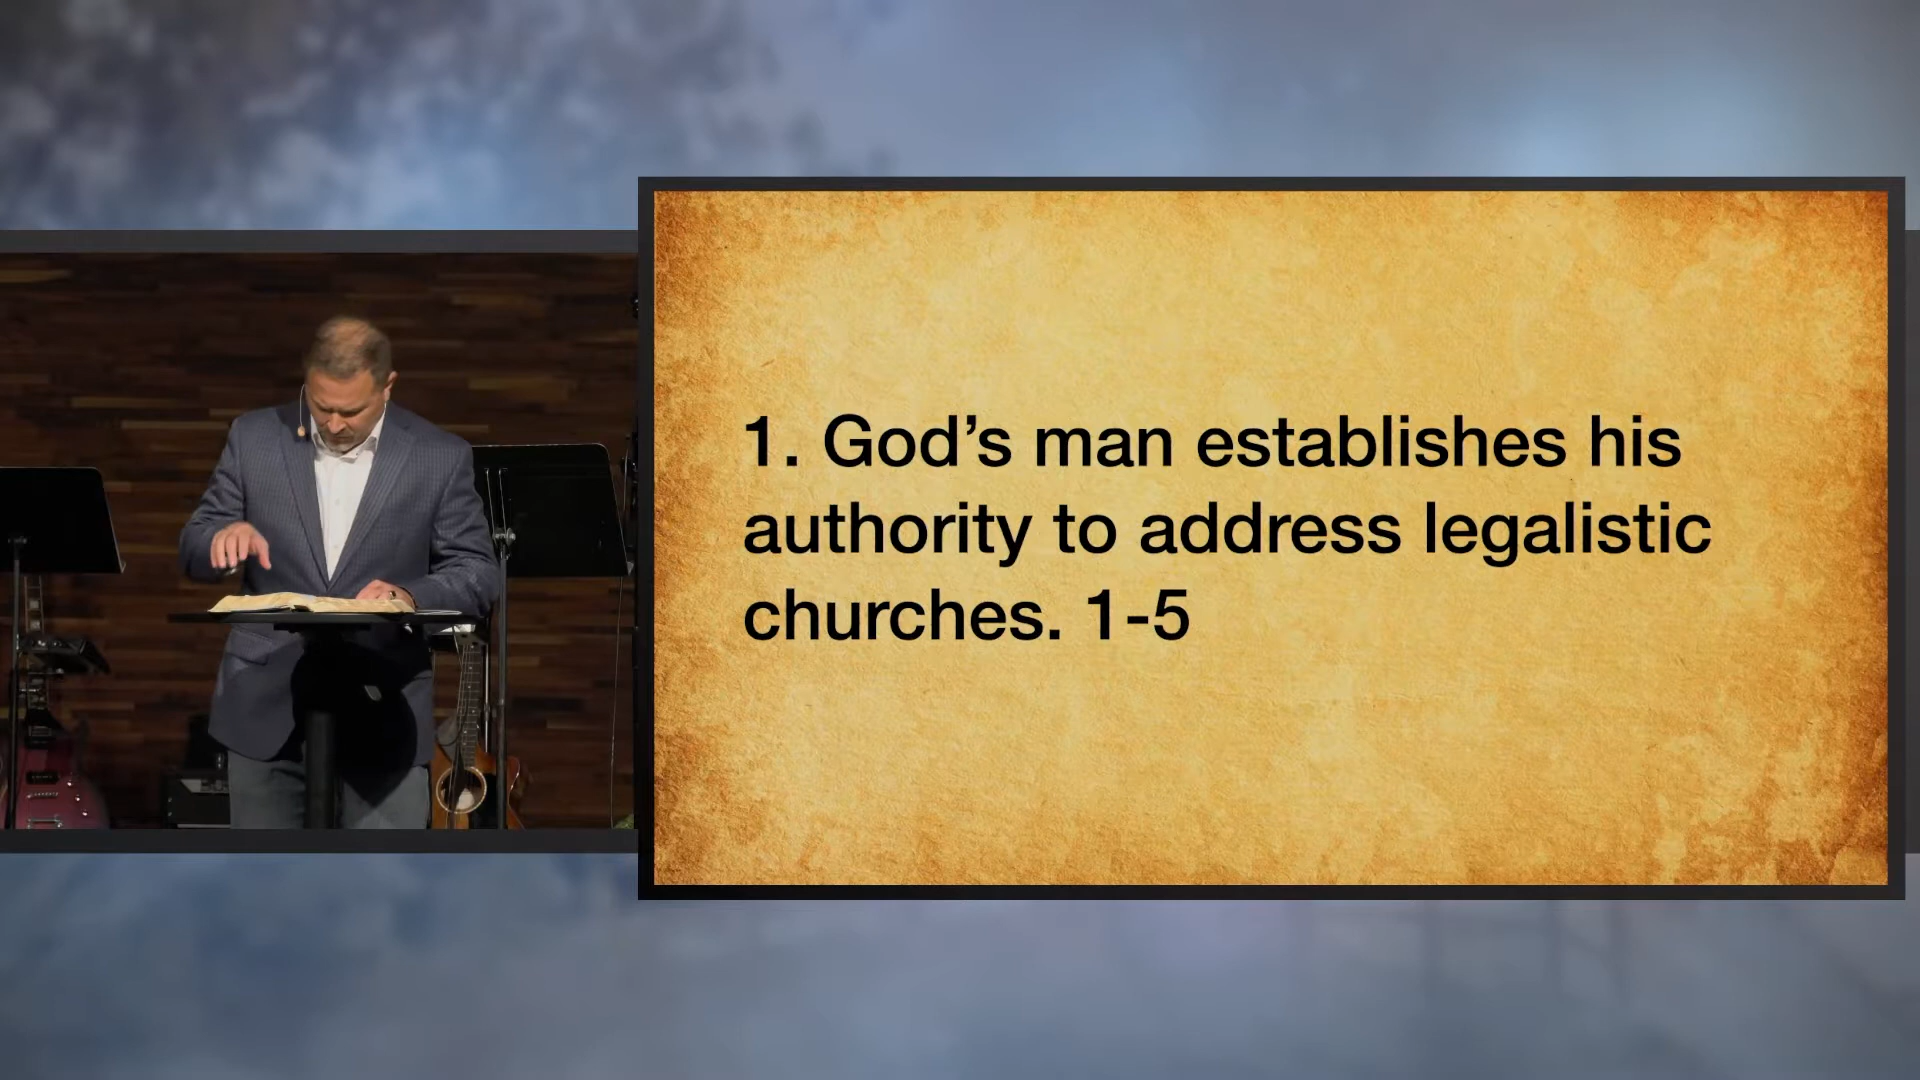 1. God’s man establishes his
authority to address legalistic
churches. 1-5